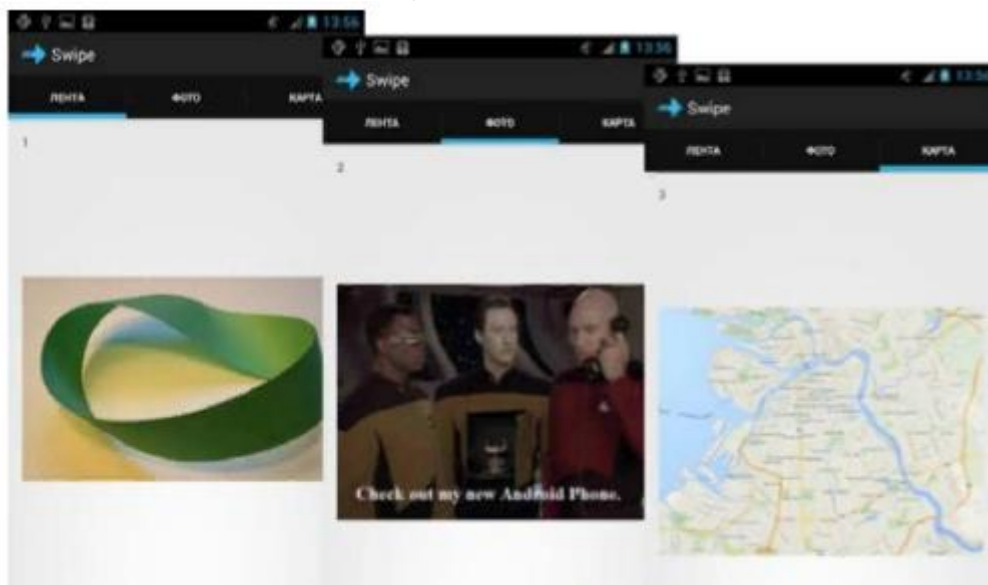 13:56
Swipe
ЛЕНТА ФОТО КАРТА
1
13:56
Swipe
ЛЕНТА ФОТО КАРТА
2
Check out my new Android Phone.
13:56
Swipe
ЛЕНТА ФОТО КАРТА
3